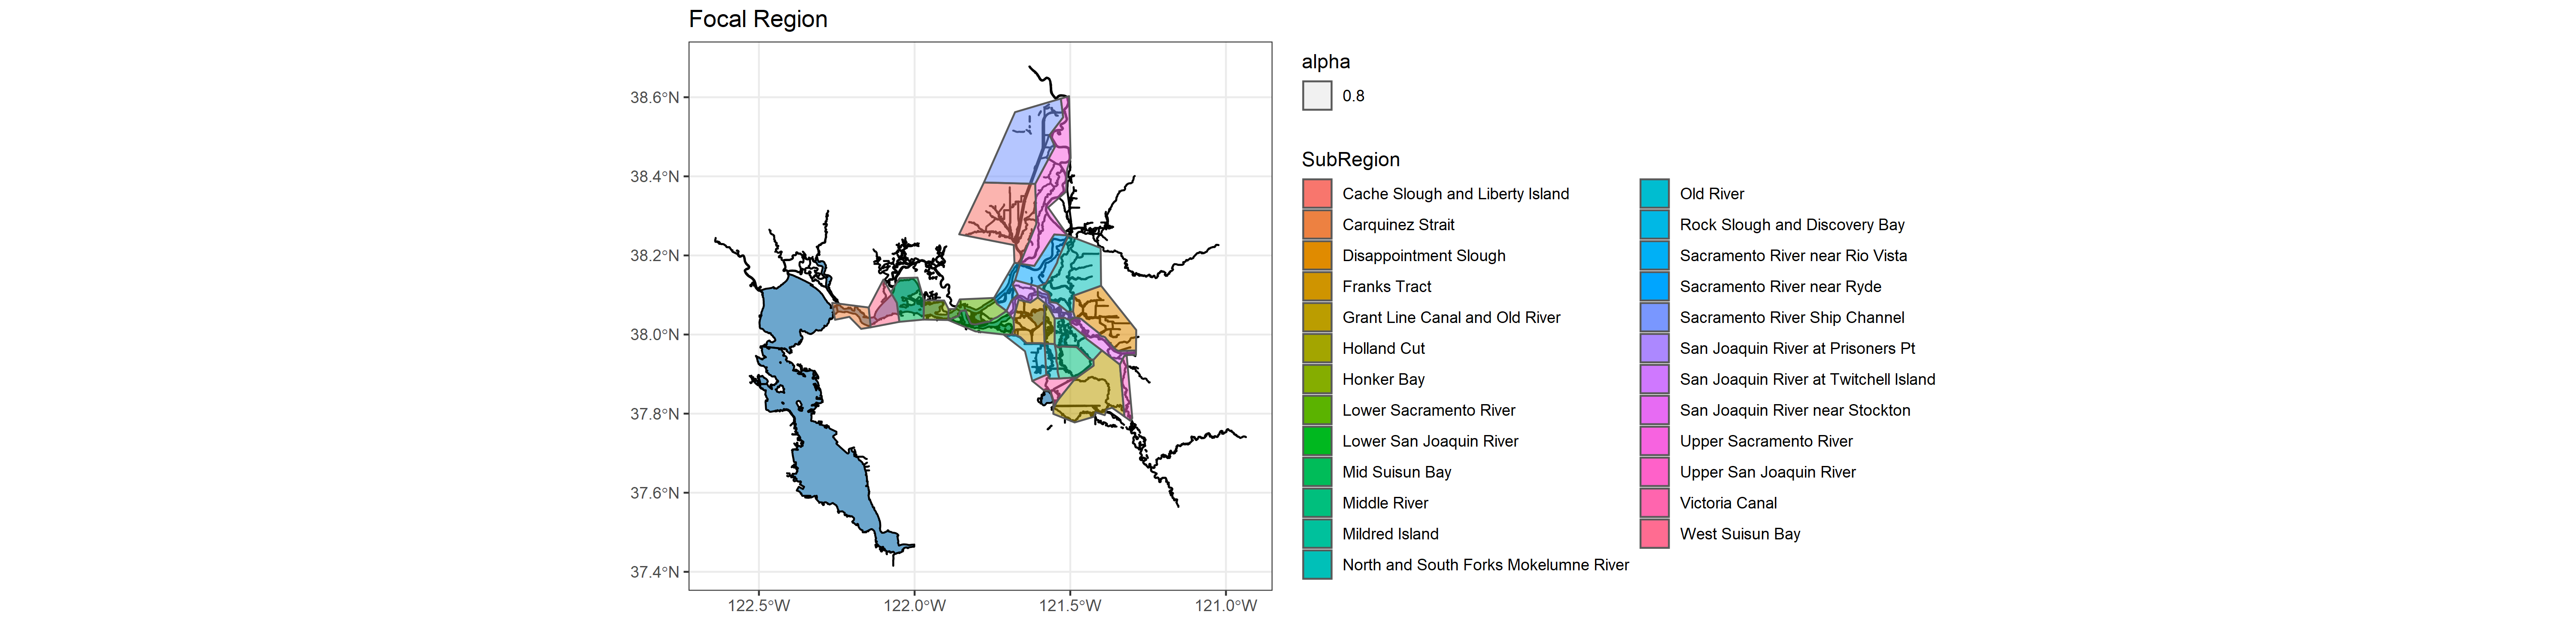 Focal Region
38.6°N
38.4°N
38.2°N
38.0°N
37.8°N
37.6°N
37.4°N
122.5°W
122.0°W
121.5°W
121.0°W
alpha
0.8
SubRegion
Cache Slough and Liberty Island
Carquinez Strait
Disappointment Slough
Franks Tract
Grant Line Canal and Old River
Holland Cut
Honker Bay
Lower Sacramento River
Lower San Joaquin River
Mid Suisun Bay
Middle River
Mildred Island
North and South Forks Mokelumne River
Old River
Rock Slough and Discovery Bay
Sacramento River near Rio Vista
Sacramento River near Ryde
Sacramento River Ship Channel
San Joaquin River at Prisoners Pt
San Joaquin River at Twitchell Island
San Joaquin River near Stockton
Upper Sacramento River
Upper San Joaquin River
Victoria Canal
West Suisun Bay